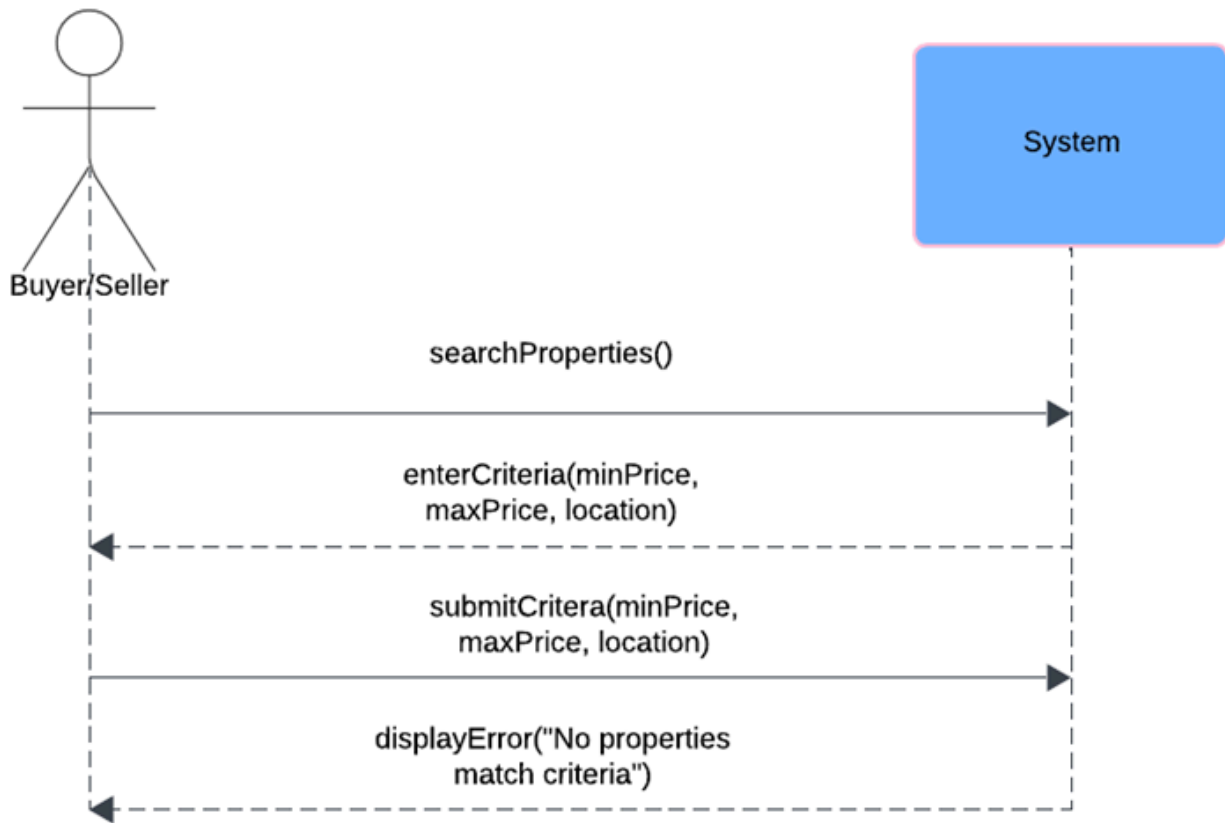 System
Buyer/Seller
searchProperties()
enterCriteria(minPrice,
maxPrice, location)
submitCritera(minPrice,
maxPrice, location)
displayError("No properties
match criteria")